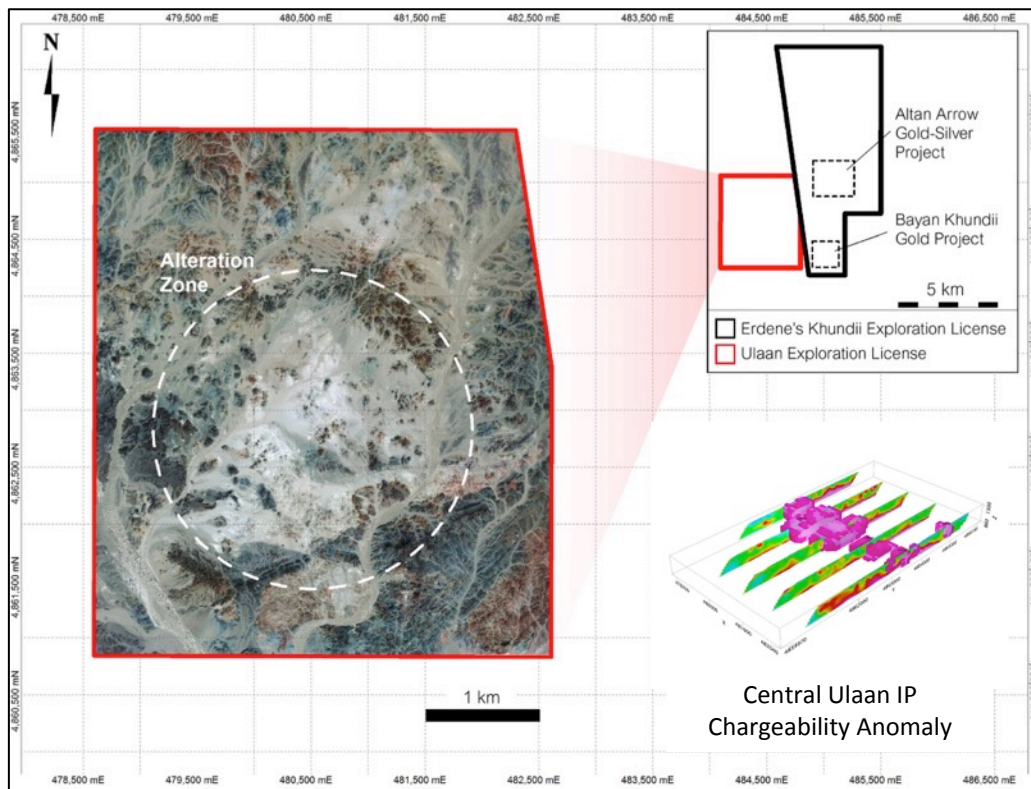 478,500 mE 479,500 mE 480,500 mE 481,500 mE 482,500 mE 483,500 mE 484,500 mE 485,500 mE 486,500 mE
N
4,865,500 mN
4,864,500 mN
4,863,500 mN
4,862,500 mN
4,861,500 mN
4,860,500 mN
Alteration
Zone
Altan Arrow
Gold-Silver
Project
Bayan Khundii
Gold Project
5 km
Erdene's Khundii Exploration License
Ulaan Exploration License
1 km
Central Ulaan IP
Chargeability Anomaly
478,500 mE 479,500 mE 480,500 mE 481,500 mE 482,500 mE 483,500 mE 484,500 mE 485,500 mE 486,500 mE